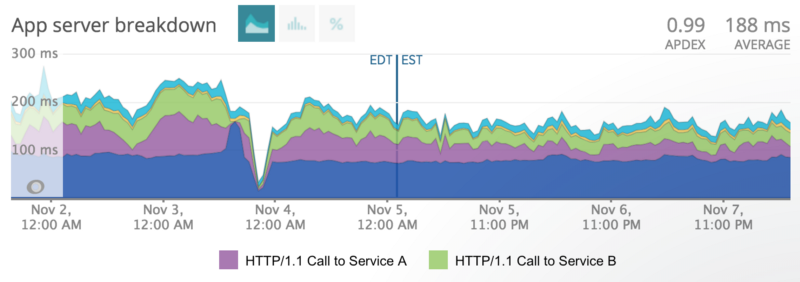 App server breakdown
%
0.99
APDEX
188 ms
AVERAGE
300 ms
EDT EST
200 ms
100 ms
Nov 2,
12:00 AM
Nov 3,
12:00 AM
Nov 4,
12:00 AM
Nov 5,
12:00 AM
Nov 5,
11:00 PM
Nov 6,
11:00 PM
Nov 7,
11:00 PM
HTTP/1.1 Call to Service A
HTTP/1.1 Call to Service B